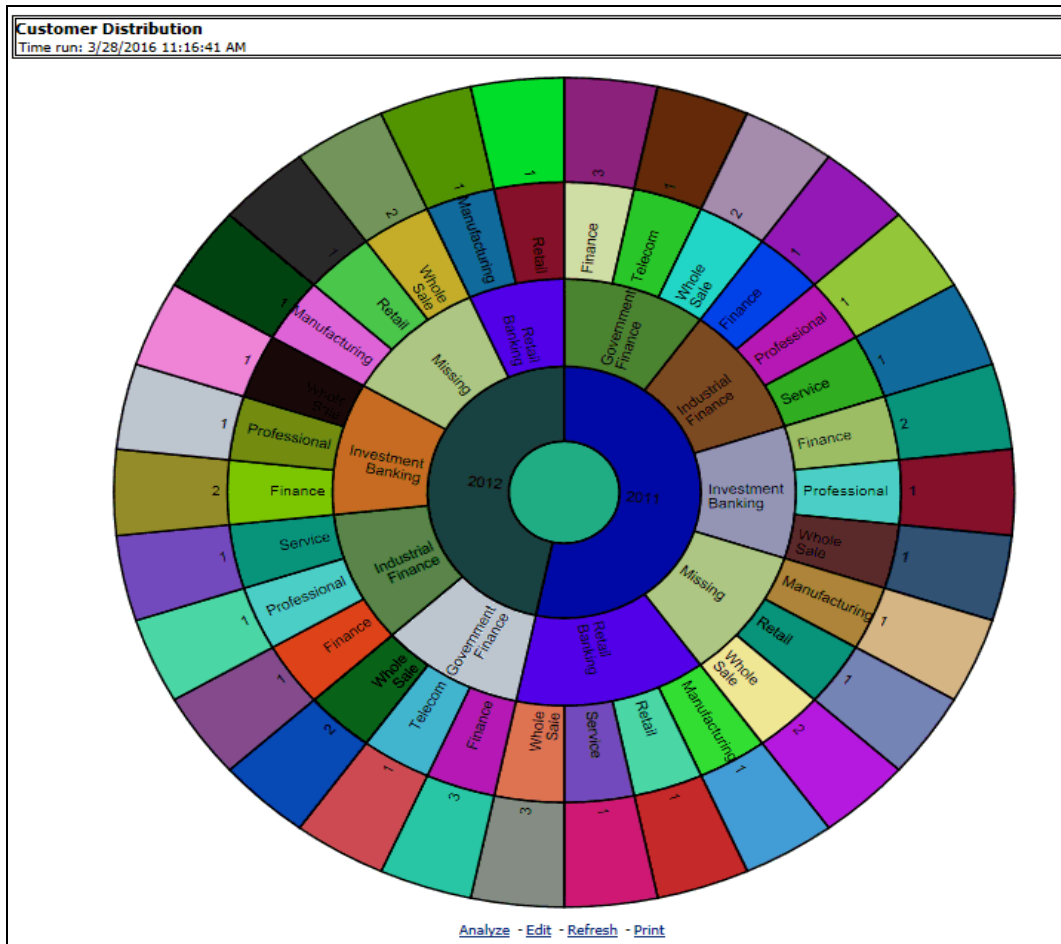 Customer Distribution
Time run: 3/28/2016 11:16:41 AM
2011
Government
Finance
Finance
3
Telecom
1
Whole
Sale
2
Industrial
Finance
Finance
1
Professional
1
Service
1
Investment
Banking
Finance
2
Professional
1
Whole
Sale
1
Missing
Manufacturing
1
Retail
1
Whole
Sale
2
Retail
Banking
Manufacturing
1
Retail
1
Service
1
Whole
Sale
3
2012
Government
Finance
Finance
3
Telecom
1
Whole
Sale
2
Industrial
Finance
Finance
1
Professional
1
Service
1
Investment
Banking
Finance
2
Professional
1
Whole
Sale
1
Missing
Manufacturing
1
Retail
1
Whole
Sale
2
Retail
Banking
Manufacturing
1
Retail
1
Analyze - Edit - Refresh - Print